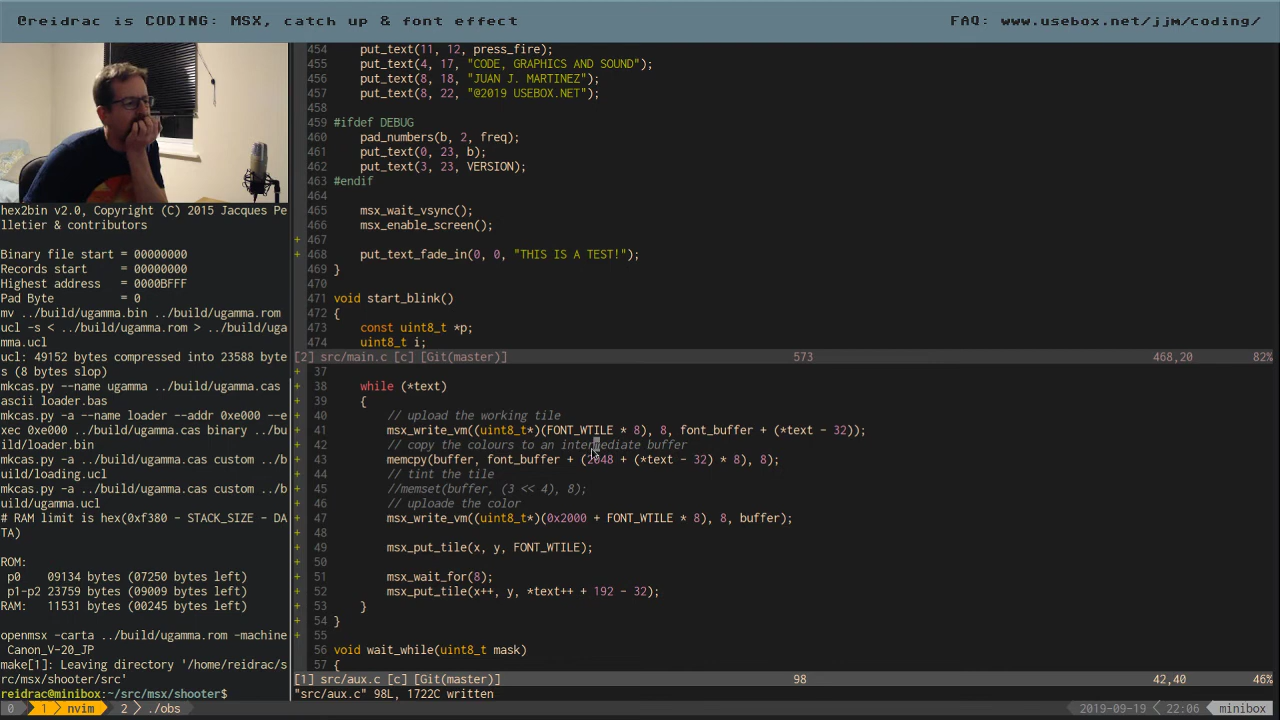 @reidrac is CODING: MSX, catch up & font effect
FAQ: www.usebox.net/jjm/coding/
hex2bin v2.0, Copyright (C) 2015 Jacques Pe
lletier & contributors
Binary file start = 00000000
Records start     = 00000000
Highest address   = 0000BFFF
Pad Byte          = 0
mv ../build/ugamma.bin ../build/ugamma.rom
ucl -s < ../build/ugamma.rom > ../build/uga
mma.ucl
ucl: 49152 bytes compressed into 23588 byte
s (8 bytes slop)
mkcas.py --name ugamma ../build/ugamma.cas
ascii loader.bas
mkcas.py -a --name loader --addr 0xe000 --e
xec 0xe000 ../build/ugamma.cas binary ../bu
ild/loader.bin
mkcas.py -a ../build/ugamma.cas custom ../b
uild/loading.ucl
mkcas.py -a ../build/ugamma.cas custom ../b
uild/ugamma.ucl
# RAM limit is hex(0xf380 - STACK_SIZE - DA
TA)
ROM:
 p0    09134 bytes (07250 bytes left)
 p1-p2 23759 bytes (09009 bytes left)
RAM:   11531 bytes (00245 bytes left)
openmsx -carta ../build/ugamma.rom -machine
 Canon_V-20_JP
make[1]: Leaving directory '/home/reidrac/s
rc/msx/shooter/src'
reidrac@minibox:~/src/msx/shooter$
454     put_text(11, 12, press_fire);
455     put_text(4, 17, "CODE, GRAPHICS AND SOUND");
456     put_text(8, 18, "JUAN J. MARTINEZ");
457     put_text(8, 22, "@2019 USEBOX.NET");
458
459 #ifdef DEBUG
460     pad_numbers(b, 2, freq);
461     put_text(0, 23, b);
462     put_text(3, 23, VERSION);
463 #endif
464
465     msx_wait_vsync();
466     msx_enable_screen();
+ 467
+ 468     put_text_fade_in(0, 0, "THIS IS A TEST!");
469 }
470
471 void start_blink()
472 {
473     const uint8_t *p;
474     uint8_t i;
[2] src/main.c [c] [Git(master)] 573 468,20 82%
+ 37
+ 38     while (*text)
+ 39     {
+ 40         // upload the working tile
+ 41         msx_write_vm((uint8_t*)(FONT_WTILE * 8), 8, font_buffer + (*text - 32));
+ 42         // copy the colours to an intermediate buffer
+ 43         memcpy(buffer, font_buffer + (2048 + (*text - 32) * 8), 8);
+ 44         // tint the tile
+ 45         //memset(buffer, (3 << 4), 8);
+ 46         // uploade the color
+ 47         msx_write_vm((uint8_t*)(0x2000 + FONT_WTILE * 8), 8, buffer);
+ 48
+ 49         msx_put_tile(x, y, FONT_WTILE);
+ 50
+ 51         msx_wait_for(8);
+ 52         msx_put_tile(x++, y, *text++ + 192 - 32);
+ 53     }
+ 54 }
+ 55
56 void wait_while(uint8_t mask)
57 {
[1] src/aux.c [c] [Git(master)] 98 42,40 46%
"src/aux.c" 98L, 1722C written
0 1 nvim 2 ./obs 2019-09-19 22:06 minibox